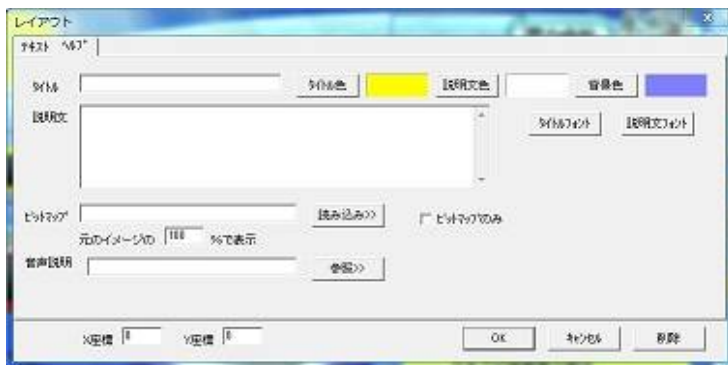 レイアウト
テキスト ﾍﾙﾌﾟ
ﾀｲﾄﾙ ﾀｲﾄﾙ色 説明文色 背景色
説明文 ﾀｲﾄﾙﾌｫﾝﾄ 説明文ﾌｫﾝﾄ
ﾋﾞｯﾄﾏｯﾌﾟ 読み込み>> ﾋﾞｯﾄﾏｯﾌﾟのみ
元のイメージの 100 %で表示
音声説明 参照>>
X座標 0 Y座標 0 OK ｷｬﾝｾﾙ 削除